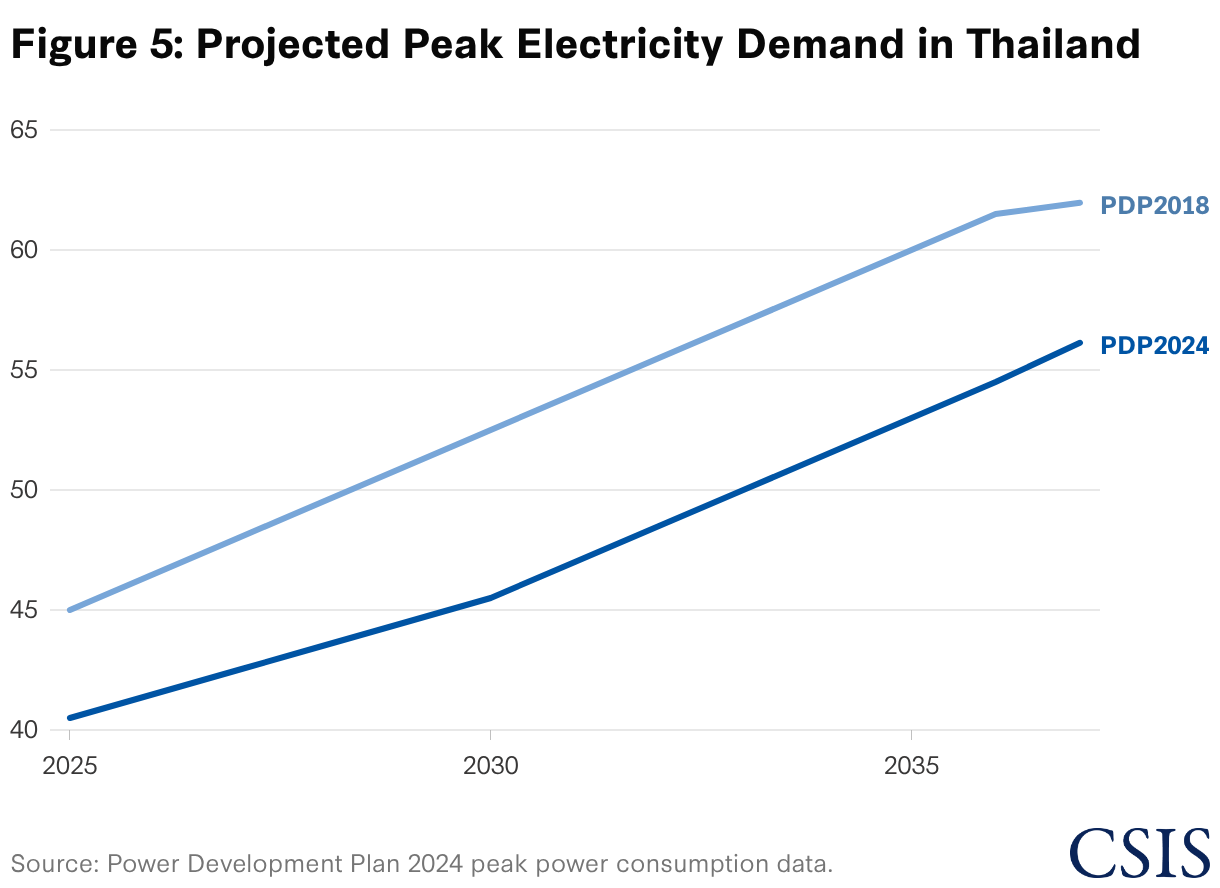 Figure 5: Projected Peak Electricity Demand in Thailand
65
PDP2018
60
55
PDP2024
50
45
40
2025 2030 2035
Source: Power Development Plan 2024 peak power consumption data.
CSIS